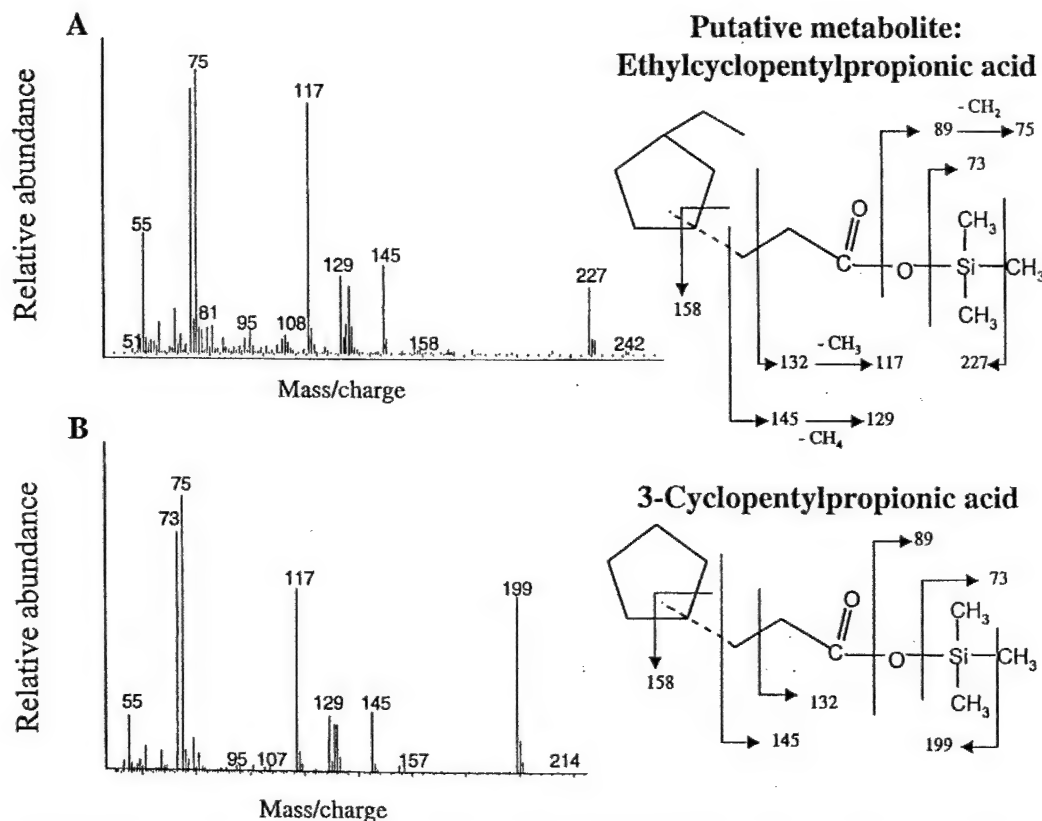 A
Putative metabolite:
Ethylcyclopentylpropionic acid
Relative abundance
75
117
55
145
129
227
81
95
108
51
158
242
Mass/charge
- CH2
89
75
73
O
CH3
C
O
Si
CH3
CH3
158
- CH3
132
117
227
145
129
- CH4
B
3-Cyclopentylpropionic acid
Relative abundance
75
73
117
199
55
129
145
95
107
157
214
Mass/charge
89
73
O
CH3
C
O
Si
CH3
CH3
158
132
145
199